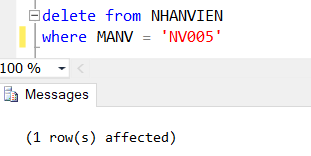 delete from NHANVIEN
where MANV = 'NV005'
100 %
Messages
(1 row(s) affected)